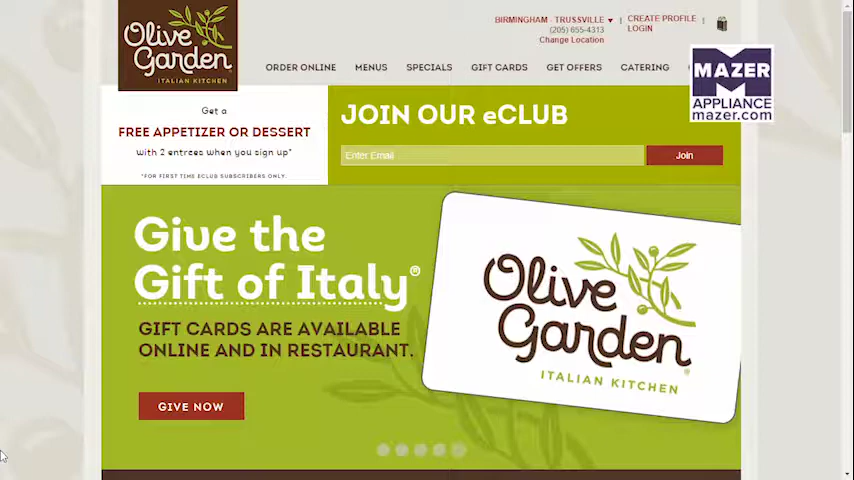 Olive
Garden
ITALIAN KITCHEN
BIRMINGHAM - TRUSSVILLE
(205) 655-4313
Change Location
CREATE PROFILE
LOGIN
ORDER ONLINE
MENUS
SPECIALS
GIFT CARDS
GET OFFERS
CATERING
MAZER
APPLIANCE
mazer.com
Get a
FREE APPETIZER OR DESSERT
with 2 entrees when you sign up*
*FOR FIRST TIME ECLUB SUBSCRIBERS ONLY.
JOIN OUR eCLUB
Enter Email
Join
Give the
Gift of Italy®
GIFT CARDS ARE AVAILABLE
ONLINE AND IN RESTAURANT.
GIVE NOW
Olive
Garden®
ITALIAN KITCHEN